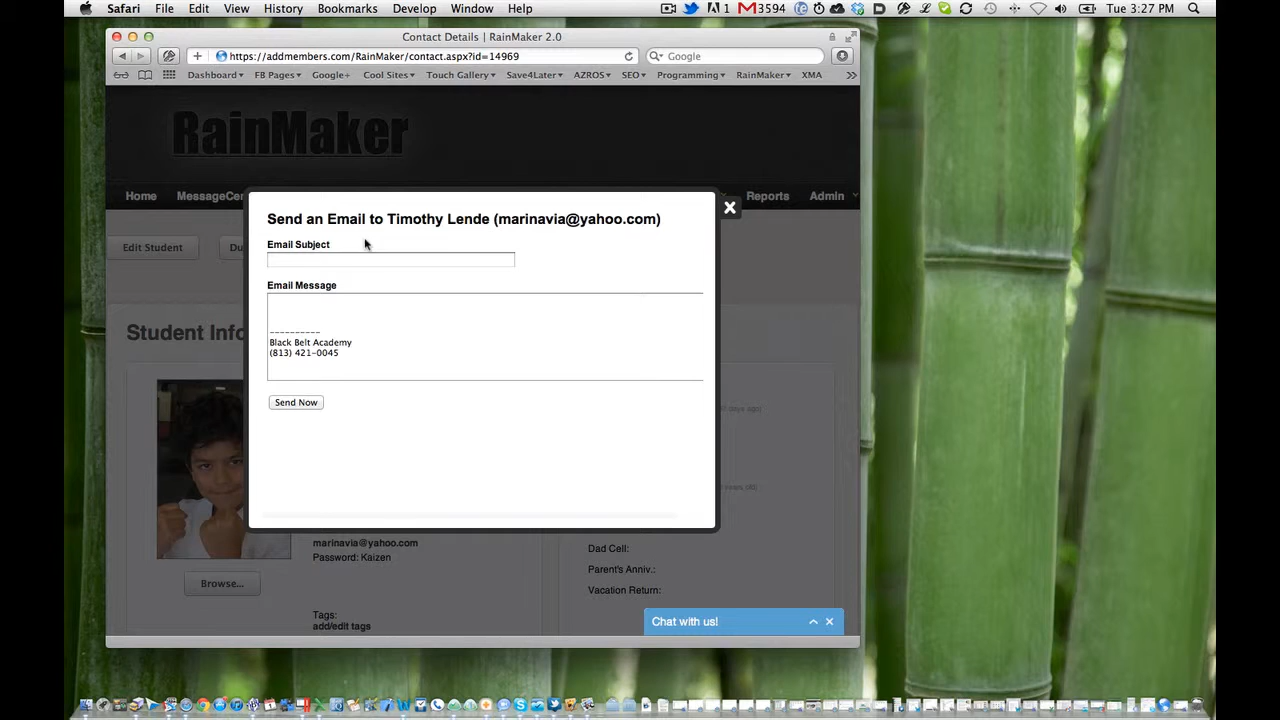 Safari File Edit View History Bookmarks Develop Window Help 1 3594 Tue 3:27 PM
Contact Details | RainMaker 2.0
https://addmembers.com/RainMaker/contact.aspx?id=14969 Google
Dashboard FB Pages Google+ Cool Sites Touch Gallery Save4Later AZROS SEO Programming RainMaker XMA
RainMaker
Home MessageCen Reports Admin
Send an Email to Timothy Lende (marinavia@yahoo.com)
Edit Student Du
Email Subject
Email Message
Student Info
----------
Black Belt Academy
(813) 421-0045
Send Now
marinavia@yahoo.com
Password: Kaizen
Dad Cell:
Parent's Anniv.:
Browse...
Vacation Return:
Tags:
add/edit tags
Chat with us!